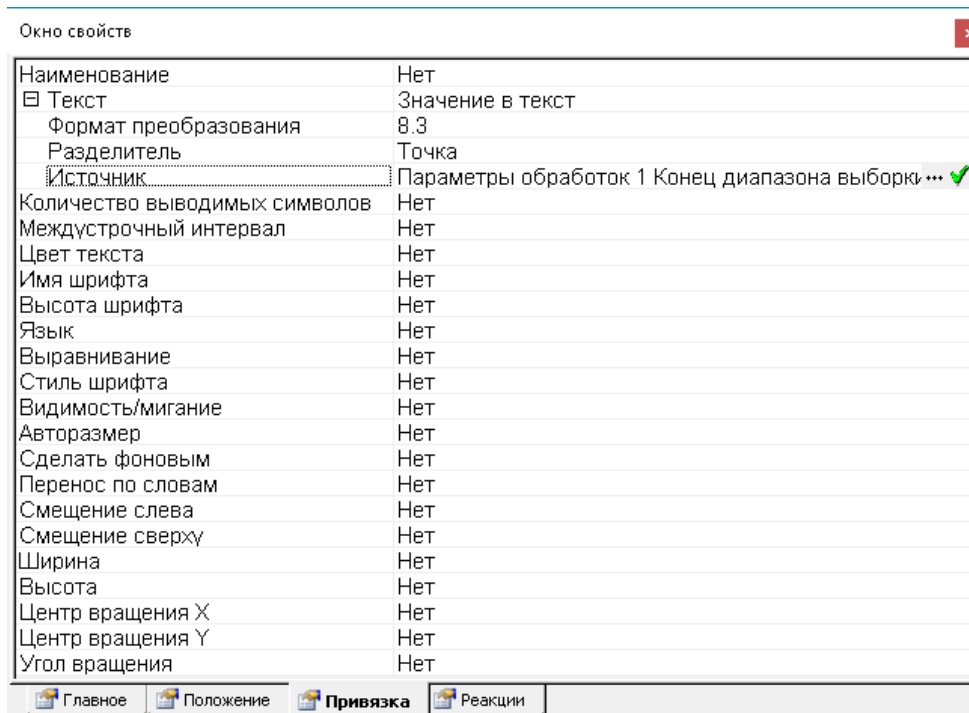 Окно свойств
Наименование Нет
Текст Значение в текст
Формат преобразования 8.3
Разделитель Точка
Источник Параметры обработок 1 Конец диапазона выборки ...
Количество выводимых символов Нет
Междустрочный интервал Нет
Цвет текста Нет
Имя шрифта Нет
Высота шрифта Нет
Язык Нет
Выравнивание Нет
Стиль шрифта Нет
Видимость/мигание Нет
Авторазмер Нет
Сделать фоновым Нет
Перенос по словам Нет
Смещение слева Нет
Смещение сверху Нет
Ширина Нет
Высота Нет
Центр вращения X Нет
Центр вращения Y Нет
Угол вращения Нет
Главное Положение Привязка Реакции